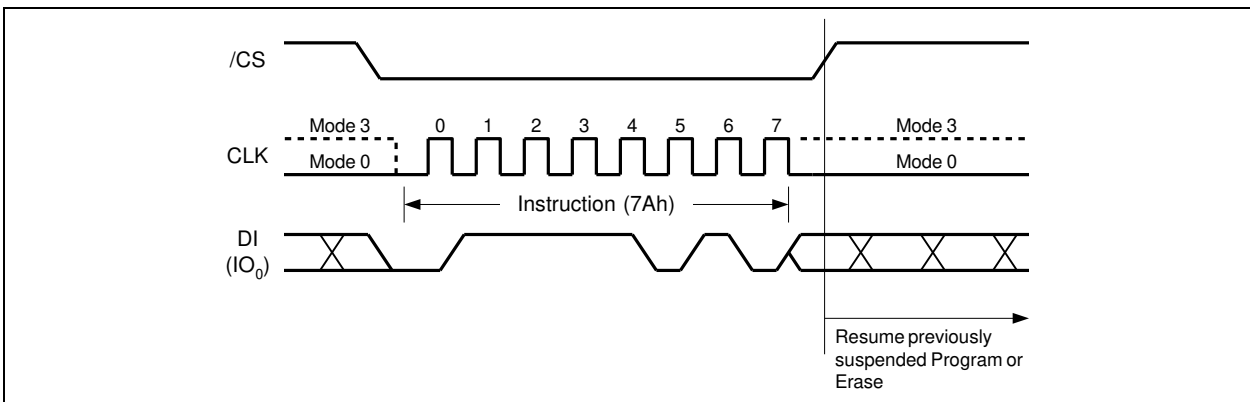 /CS
Mode 3
0 1 2 3 4 5 6 7
Mode 3
CLK
Mode 0
Mode 0
Instruction (7Ah)
DI
(IO0)
Resume previously
suspended Program or
Erase